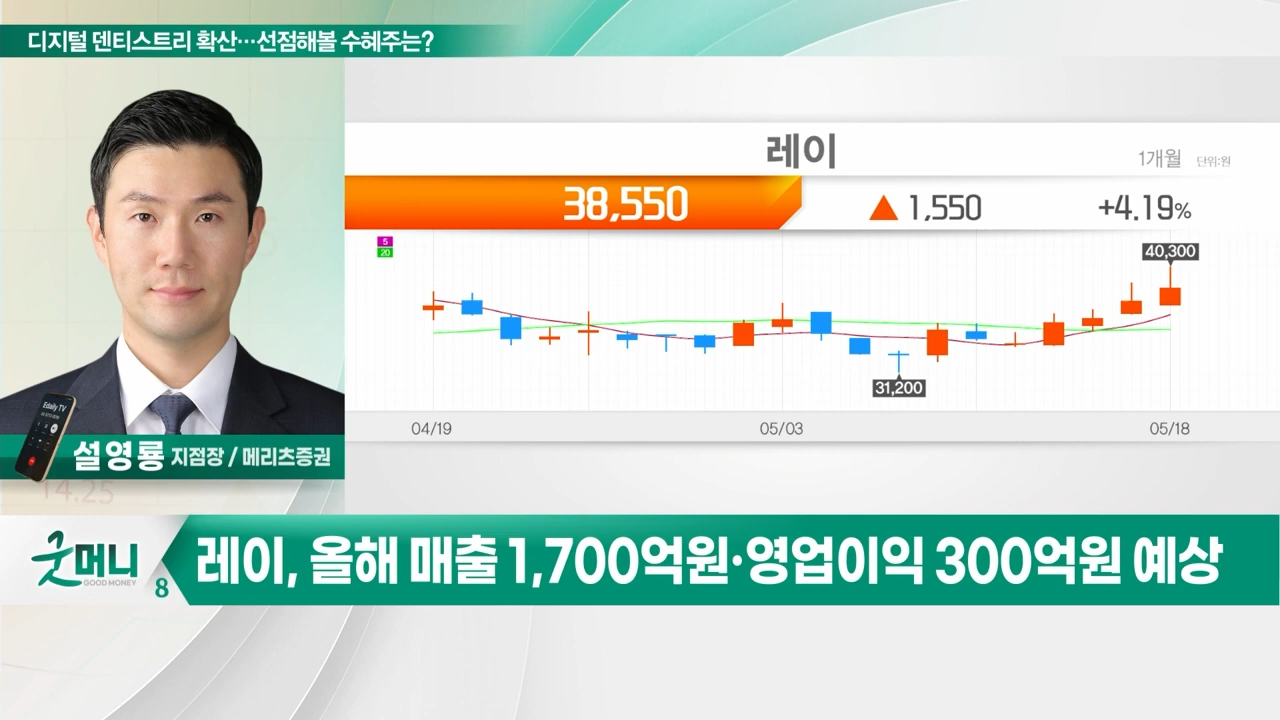 디지털 덴티스트리 확산…선점해볼 수혜주는?
레이
1개월 단위:원
38,550 ▲ 1,550 +4.19%
5
20
40,300
31,200
04/19 05/03 05/18
Edaily TV
설영룡 지점장 / 메리츠증권
14.25
굿머니 GOOD MONEY 8
레이, 올해 매출 1,700억원·영업이익 300억원 예상